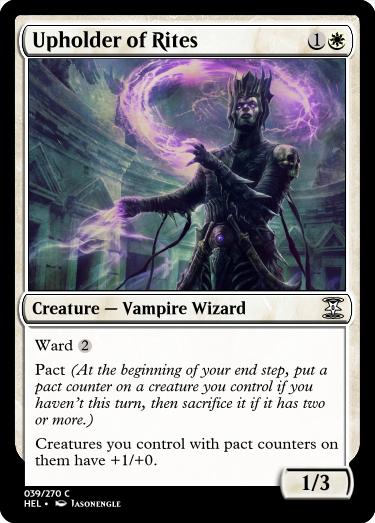 Upholder of Rites 1
Creature — Vampire Wizard
Ward 2
Pact (At the beginning of your end step, put a
pact counter on a creature you control if you
haven't this turn, then sacrifice it if it has two
or more.)
Creatures you control with pact counters on
them have +1/+0.
1/3
039/270 C
HEL • Jasonengle